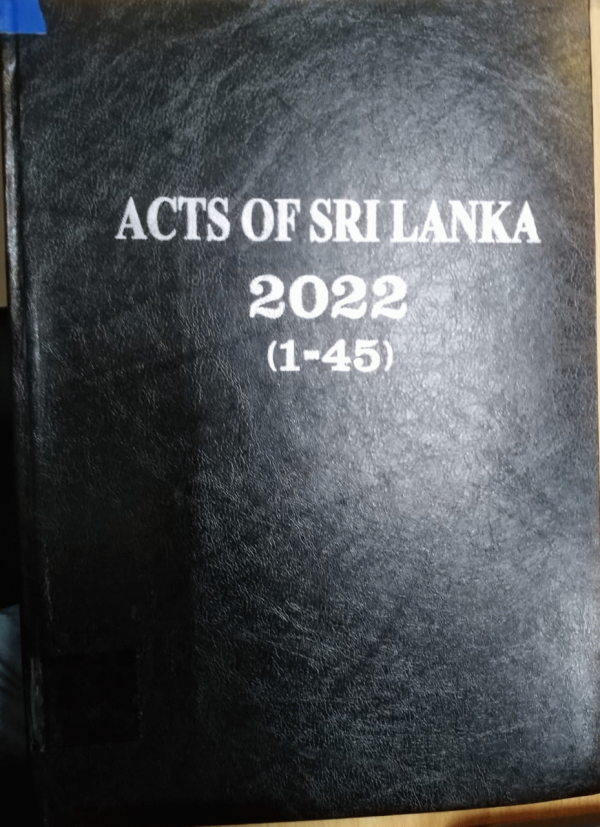 ACTS OF SRI LANKA
2022
(1-45)